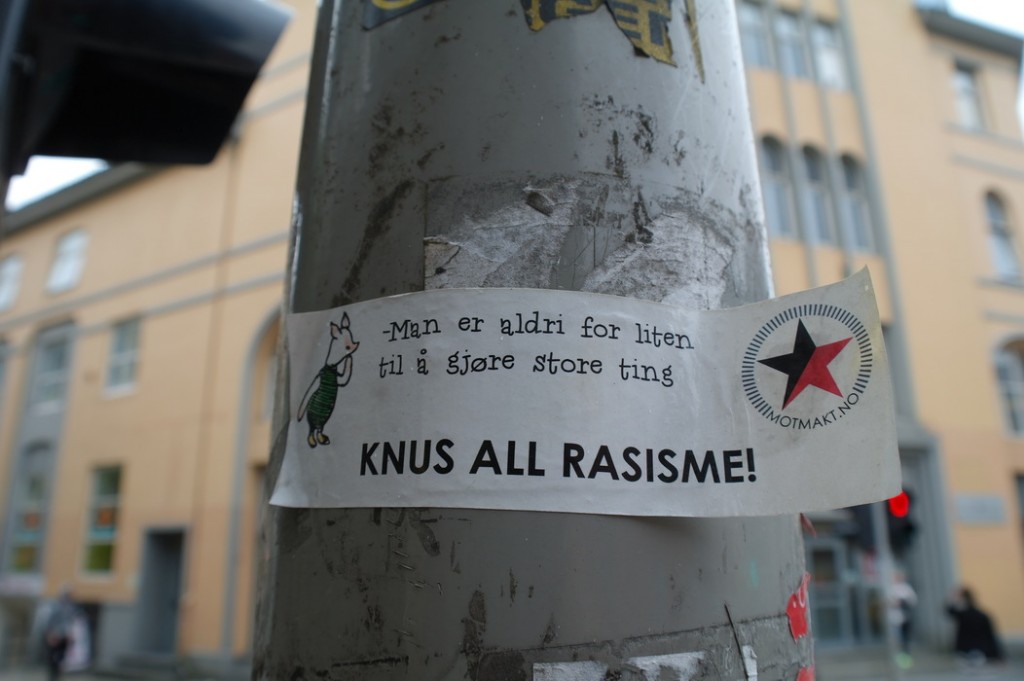 -Man er aldri for liten
til å gjøre store ting
KNUS ALL RASISME!
MOTMAKT.NO